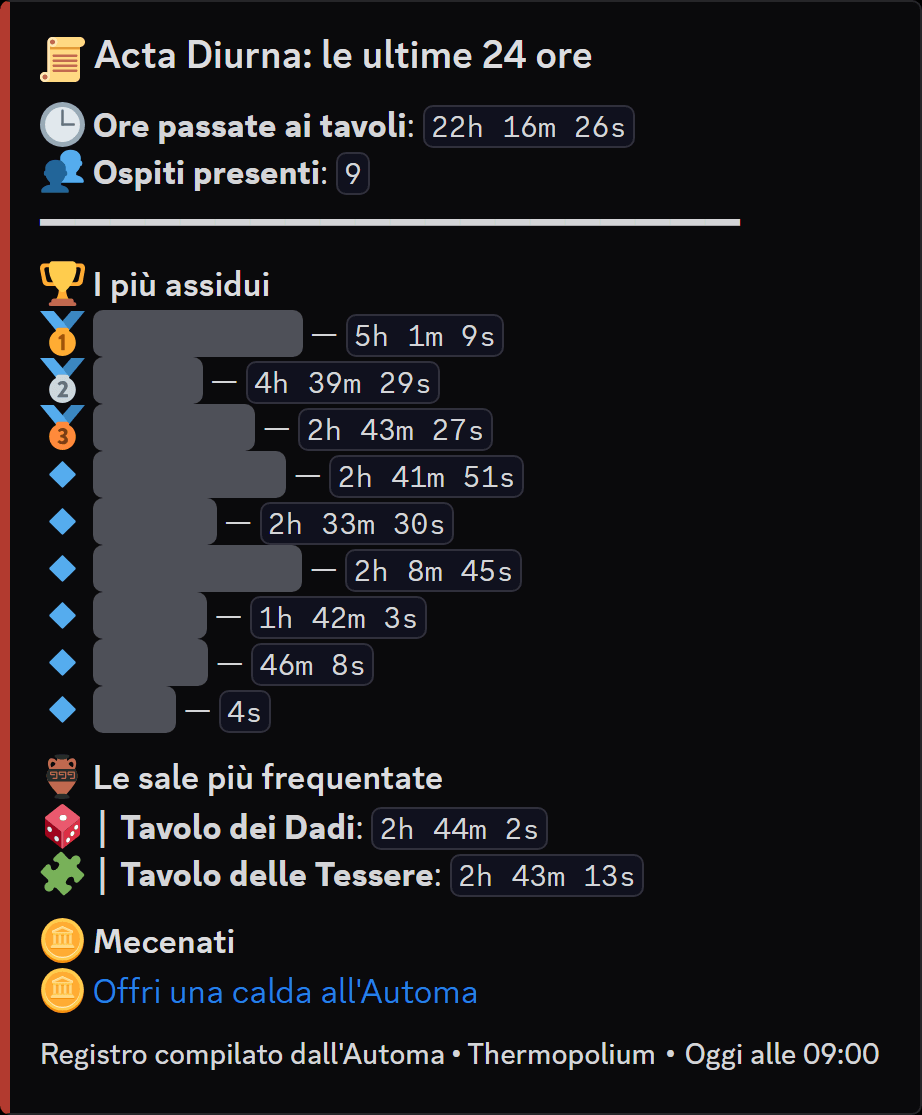 Acta Diurna: le ultime 24 ore
Ore passate ai tavoli: 22h 16m 26s
Ospiti presenti: 9
I più assidui
1 — 5h 1m 9s
2 — 4h 39m 29s
3 — 2h 43m 27s
— 2h 41m 51s
— 2h 33m 30s
— 2h 8m 45s
— 1h 42m 3s
— 46m 8s
— 4s
Le sale più frequentate
| Tavolo dei Dadi: 2h 44m 2s
| Tavolo delle Tessere: 2h 43m 13s
Mecenati
Offri una calda all'Automa
Registro compilato dall'Automa • Thermopolium • Oggi alle 09:00